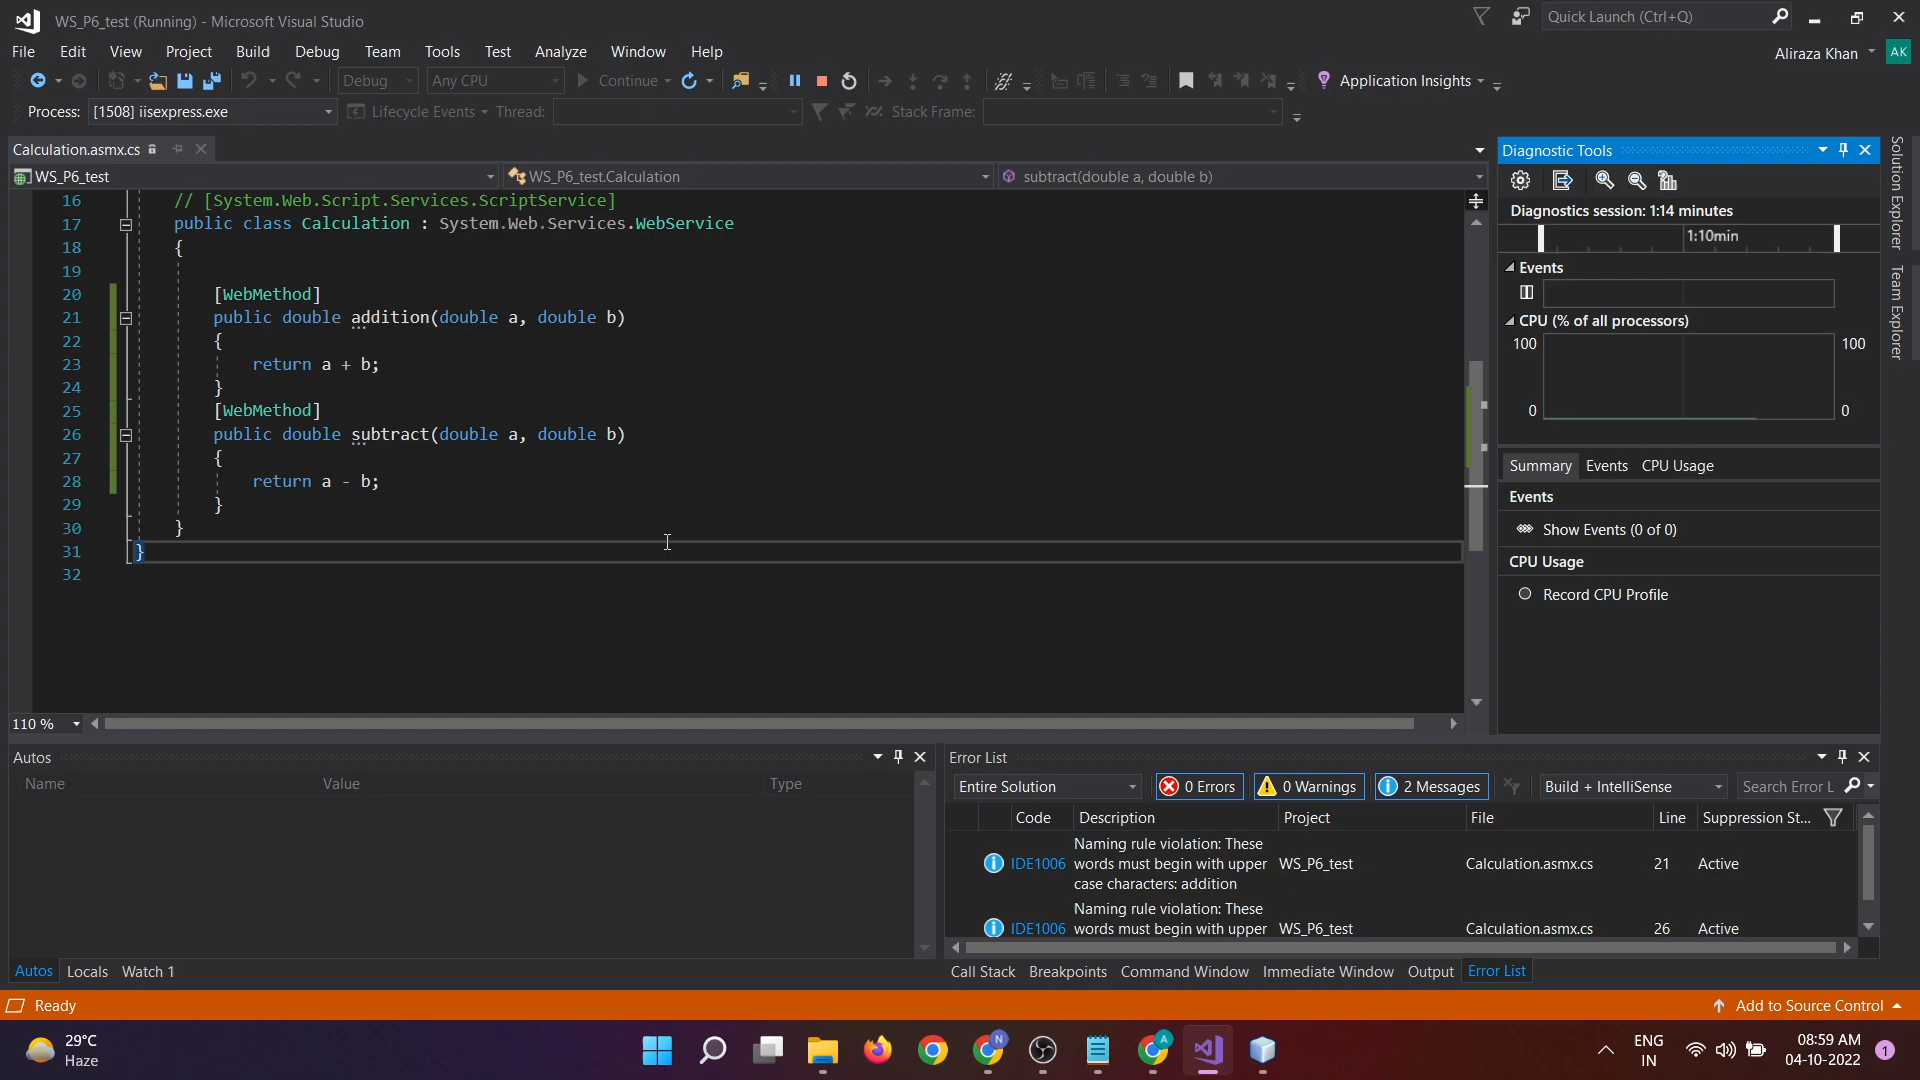 WS_P6_test (Running) - Microsoft Visual Studio
Quick Launch (Ctrl+Q)
File Edit View Project Build Debug Team Tools Test Analyze Window Help
Aliraza Khan AK
Debug Any CPU Continue Application Insights
Process: [1508] iisexpress.exe Lifecycle Events Thread: Stack Frame:
Calculation.asmx.cs
WS_P6_test WS_P6_test.Calculation subtract(double a, double b)
16 // [System.Web.Script.Services.ScriptService]
17 public class Calculation : System.Web.Services.WebService
18 {
19
20 [WebMethod]
21 public double addition(double a, double b)
22 {
23 return a + b;
24 }
25 [WebMethod]
26 public double subtract(double a, double b)
27 {
28 return a - b;
29 }
30 }
31 }
32
110 %
Diagnostic Tools
Diagnostics session: 1:14 minutes
1:10min
Events
CPU (% of all processors)
100 100
0 0
Summary Events CPU Usage
Events
Show Events (0 of 0)
CPU Usage
Record CPU Profile
Solution Explorer
Team Explorer
Autos
Name Value Type
Autos Locals Watch 1
Error List
Entire Solution 0 Errors 0 Warnings 2 Messages Build + IntelliSense Search Error L
Code Description Project File Line Suppression St...
IDE1006 Naming rule violation: These
words must begin with upper WS_P6_test Calculation.asmx.cs 21 Active
case characters: addition
Naming rule violation: These
IDE1006 words must begin with upper WS_P6_test Calculation.asmx.cs 26 Active
Call Stack Breakpoints Command Window Immediate Window Output Error List
Ready
Add to Source Control
29°C
Haze
N
A
ENG
IN
08:59 AM
04-10-2022
1